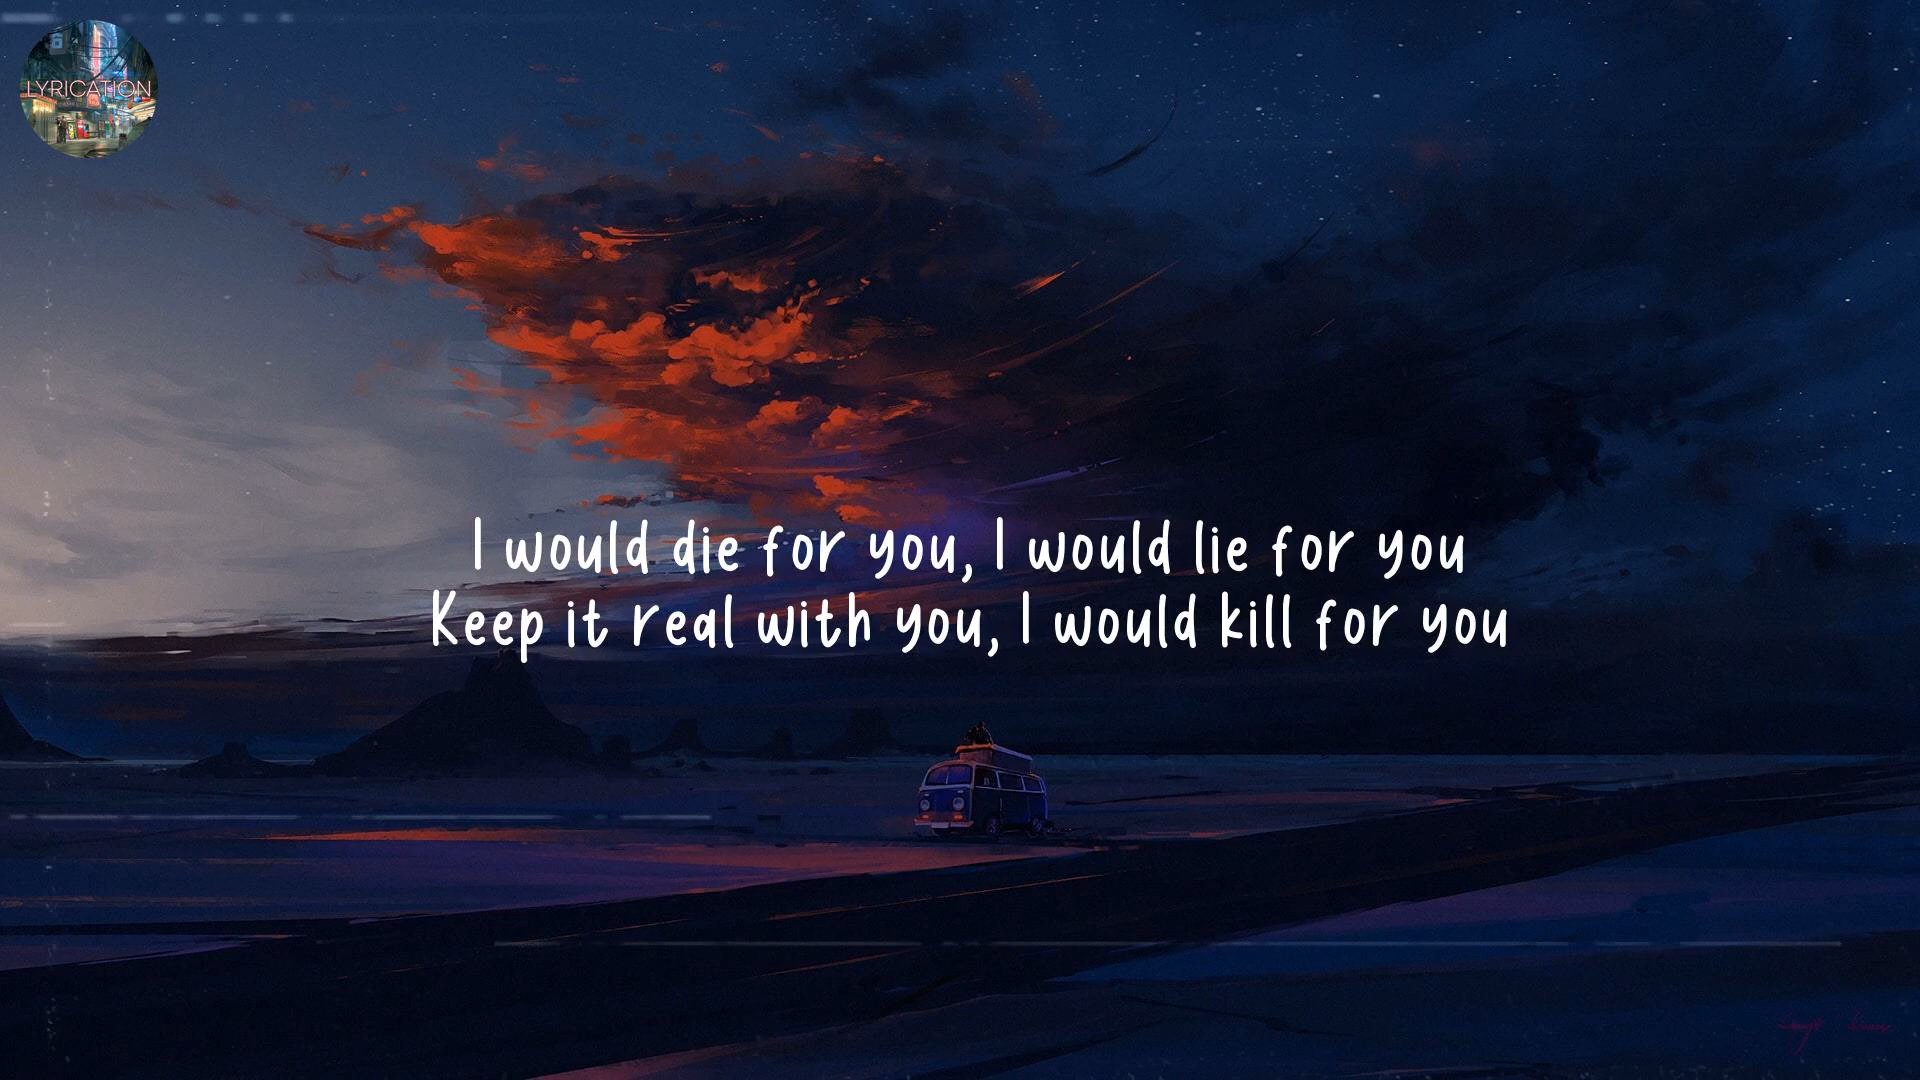 LYRICATION
I would die for you, I would lie for you
Keep it real with you, I would kill for you